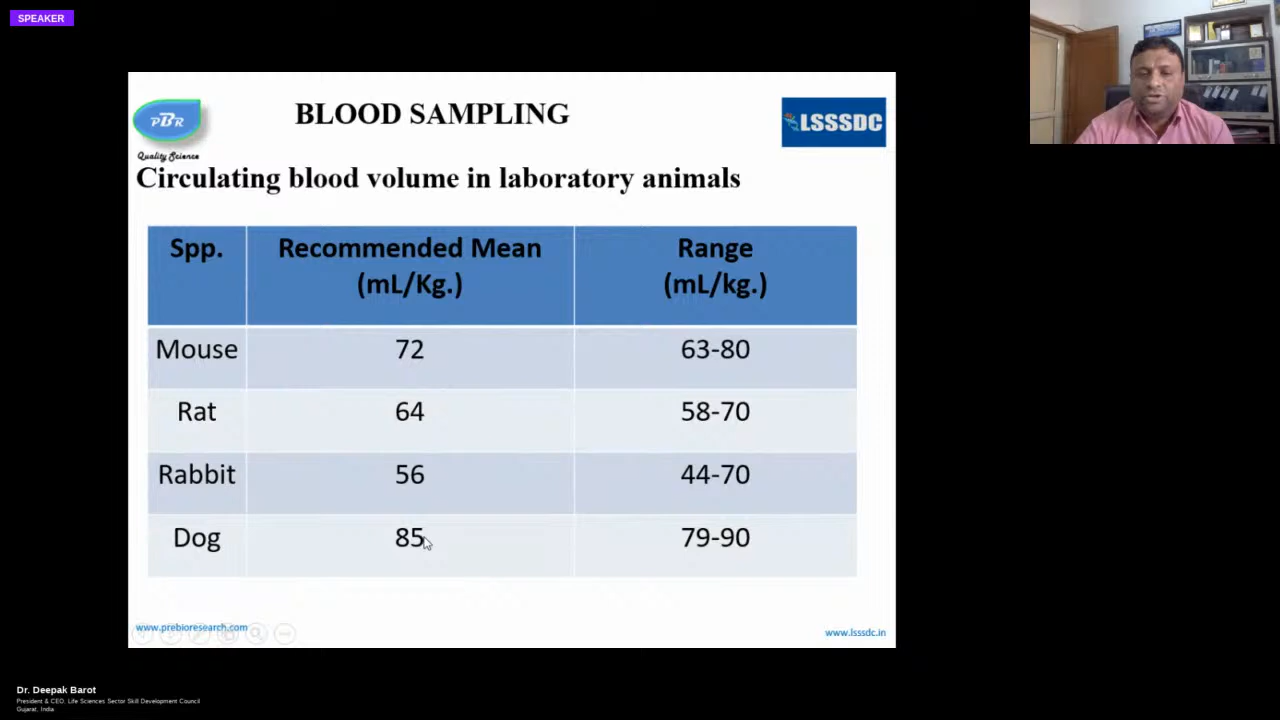 SPEAKER
BLOOD SAMPLING
PBR
Quality Science
LSSSDC
Circulating blood volume in laboratory animals
Spp. Recommended Mean (mL/Kg.) Range (mL/kg.)
Mouse 72 63-80
Rat 64 58-70
Rabbit 56 44-70
Dog 85 79-90
www.prebioresearch.com
www.lsssdc.in
Dr. Deepak Barot
President & CEO, Life Sciences Sector Skill Development Council
Gujarat, India